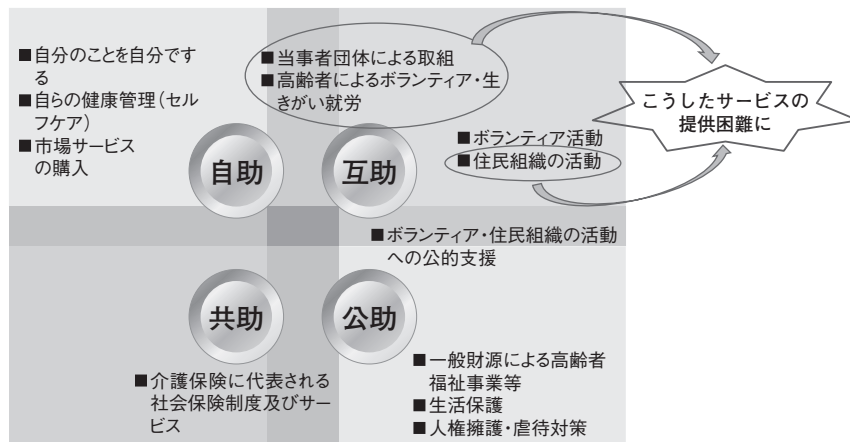 ■自分のことを自分です
る
■自らの健康管理（セル
フケア）
■市場サービス
の購入
■当事者団体による取組
■高齢者によるボランティア・生
きがい就労
こうしたサービスの
提供困難に
■ボランティア活動
■住民組織の活動
自助
互助
■ボランティア・住民組織の活動
への公的支援
共助
公助
■介護保険に代表される
社会保険制度及びサー
ビス
■一般財源による高齢者
福祉事業等
■生活保護
■人権擁護・虐待対策